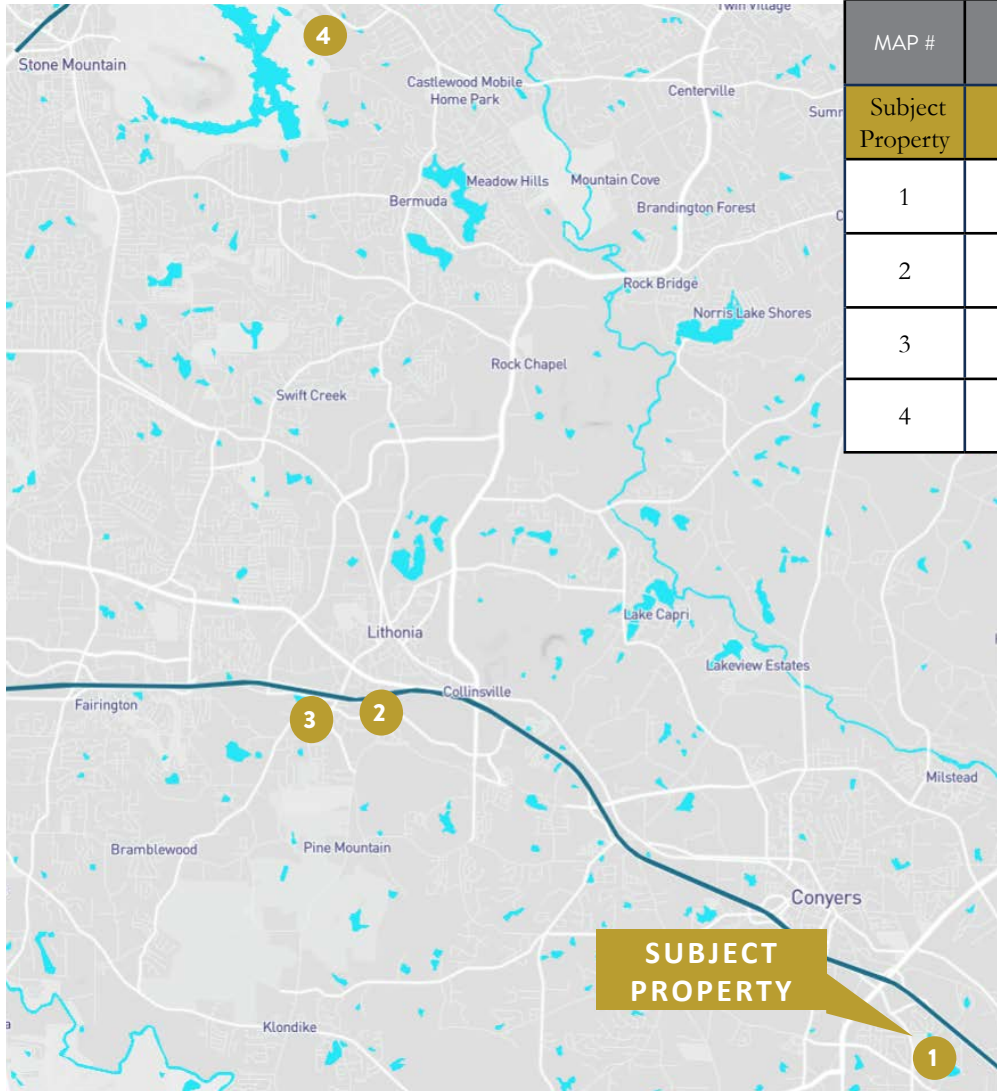 Twin Village
4
Stone Mountain
Castlewood Mobile
Home Park
Centerville
Meadow Hills
Mountain Cove
Bermuda
Brandington Forest
Rock Bridge
Norris Lake Shores
Rock Chapel
Swift Creek
Lithonia
Lake Capri
Lakeview Estates
Collinsville
Fairington
3
2
Milstead
Bramblewood
Pine Mountain
Conyers
SUBJECT
PROPERTY
Klondike
1
MAP #
Subject
Property
1
2
3
4